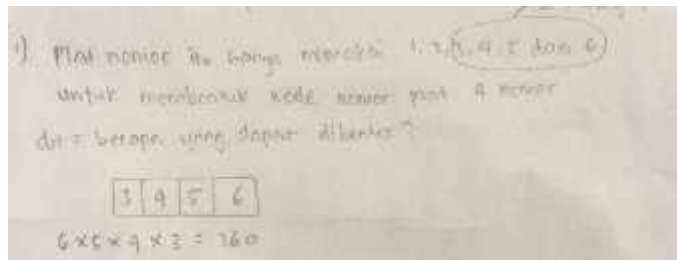 1) Plat nomor itu hanya memakai 1, 2, 3, 4, 5 dan 6
untuk membentuk kode nomor plat 4 nomor
dit = berapa yang dapat dibentuk ?
3 4 5 6
6 x 5 x 4 x 3 = 360